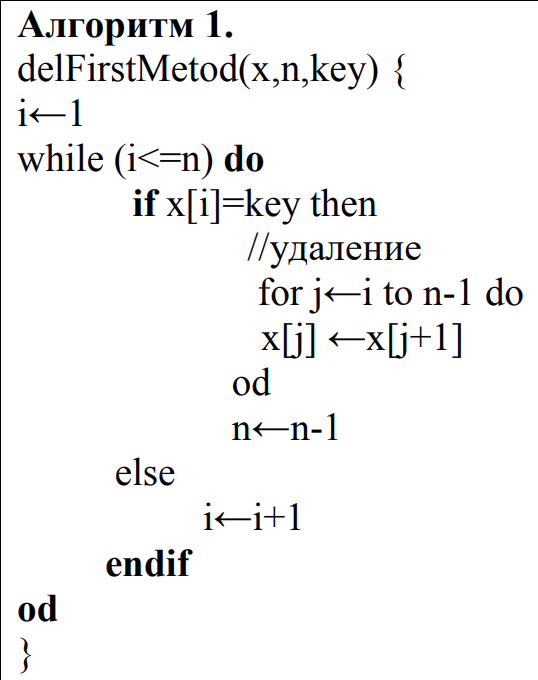 Алгоритм 1.
delFirstMetod(x,n,key) {
i←1
while (i<=n) do
if x[i]=key then
//удаление
for j←i to n-1 do
x[j] ←x[j+1]
od
n←n-1
else
i←i+1
endif
od
}